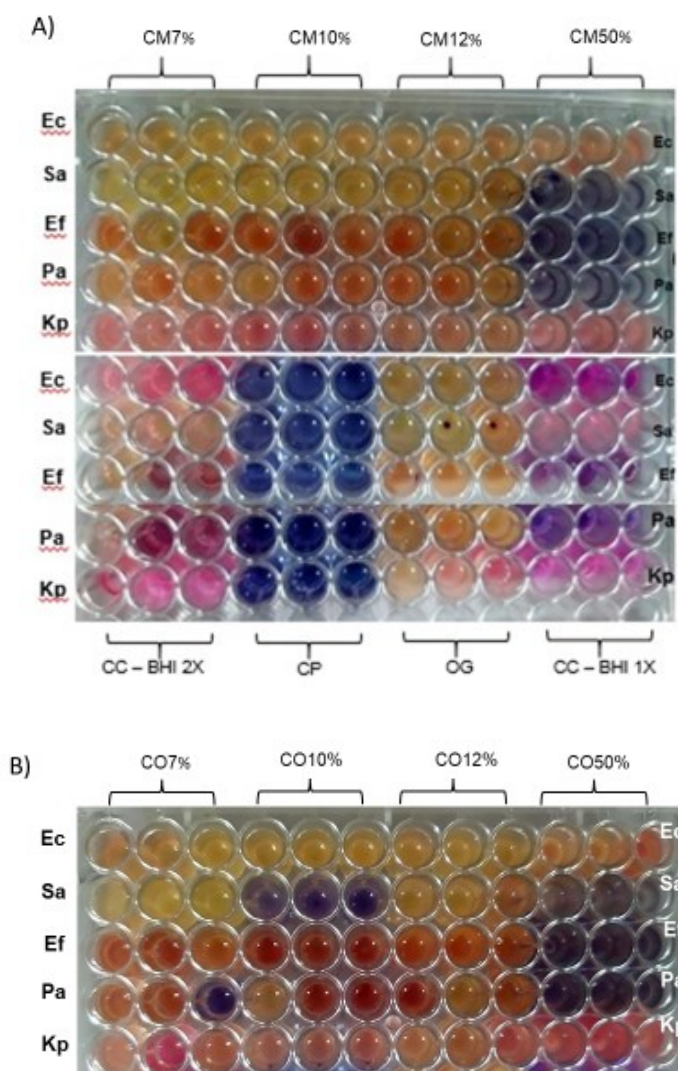 A)
CM7% CM10% CM12% CM50%
Ec Ec
Sa Sa
Ef Ef
Pa Pa
Kp Kp
Ec Ec
Sa Sa
Ef Ef
Pa Pa
Kp Kp
CC – BHI 2X CP OG CC – BHI 1X
B)
CO7% CO10% CO12% CO50%
Ec Ec
Sa Sa
Ef
Pa Pa
Kp Kp